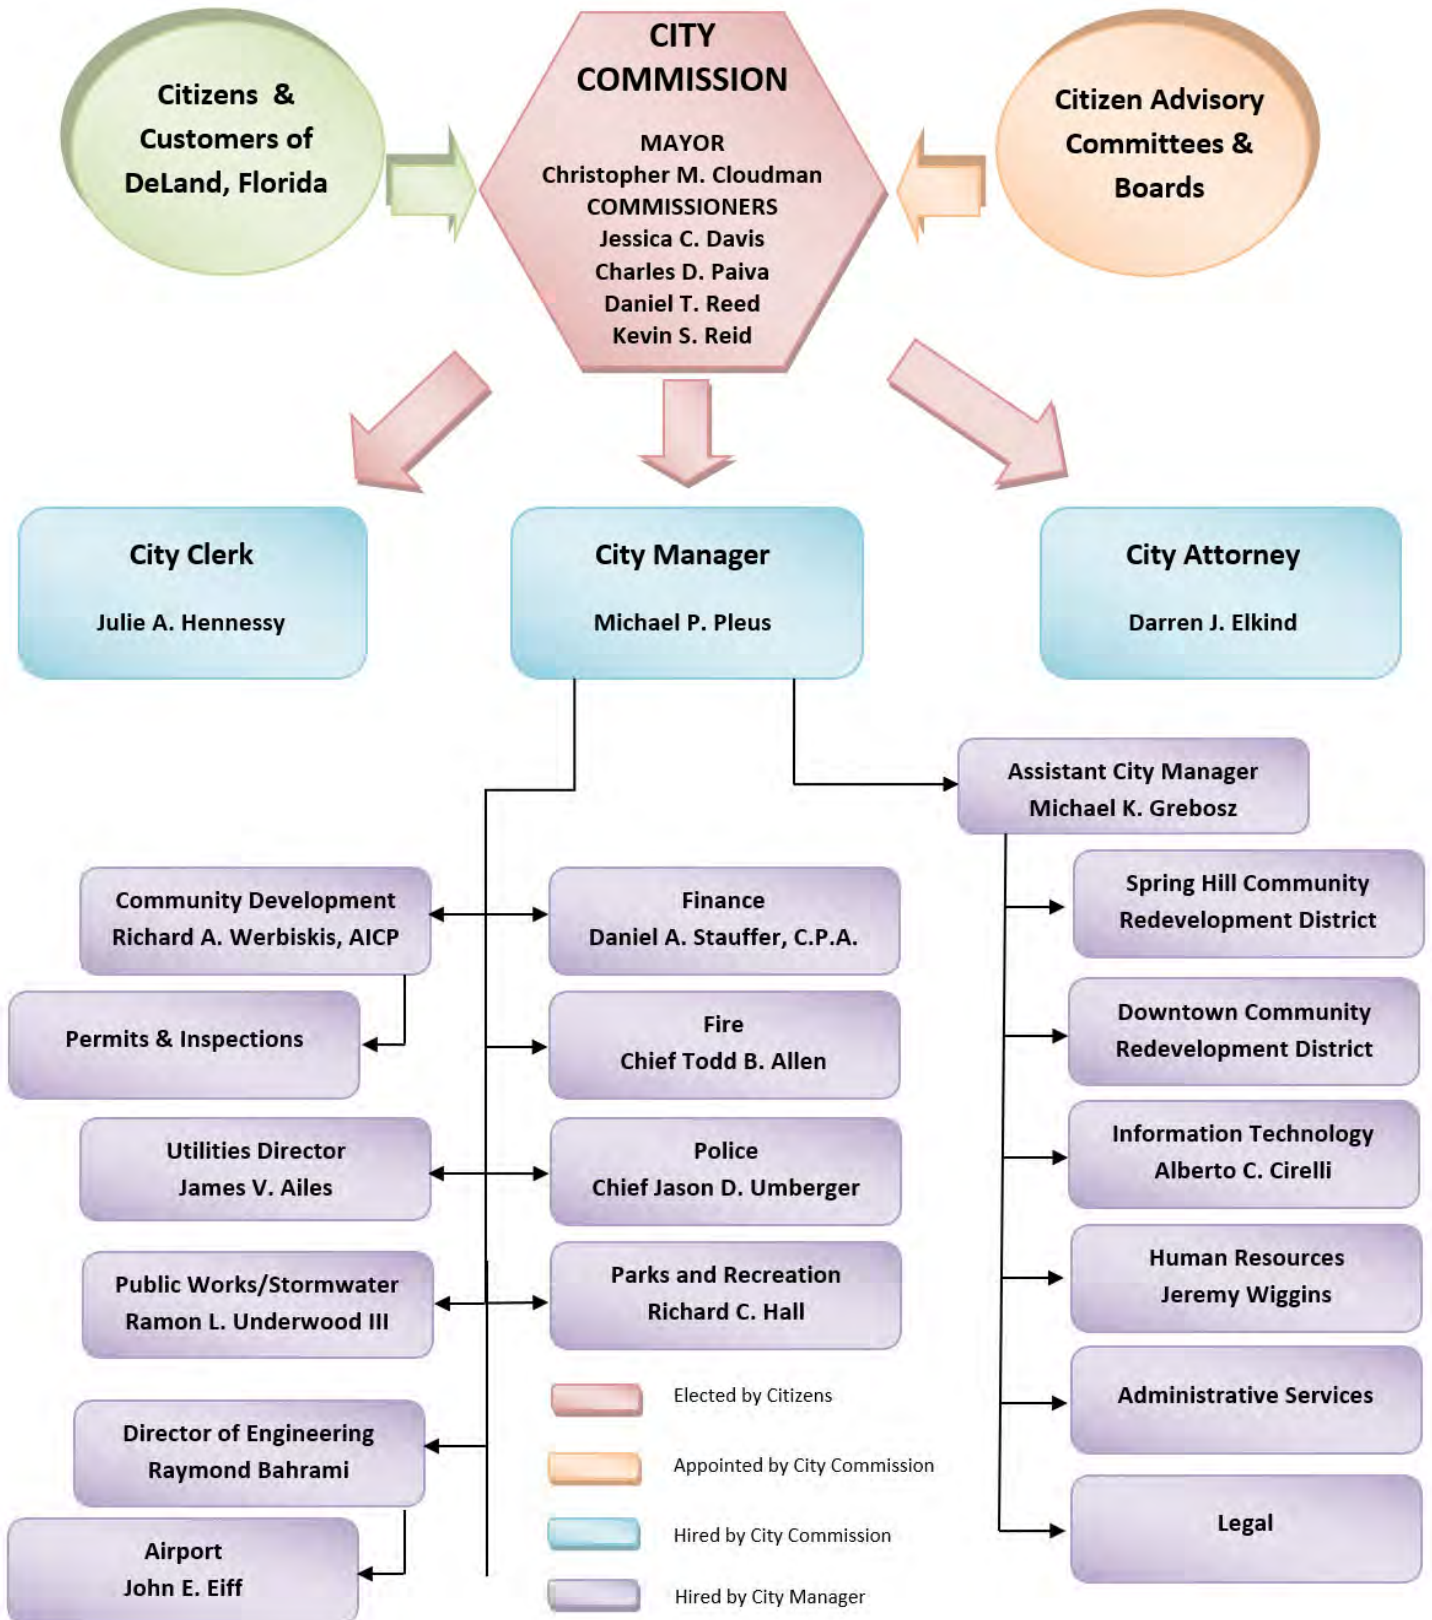 Citizens &
Customers of
DeLand, Florida
CITY
COMMISSION
MAYOR
Christopher M. Cloudman
COMMISSIONERS
Jessica C. Davis
Charles D. Paiva
Daniel T. Reed
Kevin S. Reid
Citizen Advisory
Committees &
Boards
City Clerk
Julie A. Hennessy
City Manager
Michael P. Pleus
City Attorney
Darren J. Elkind
Assistant City Manager
Michael K. Grebosz
Community Development
Richard A. Werbiskis, AICP
Permits & Inspections
Utilities Director
James V. Ailes
Public Works/Stormwater
Ramon L. Underwood III
Director of Engineering
Raymond Bahrami
Airport
John E. Eiff
Finance
Daniel A. Stauffer, C.P.A.
Fire
Chief Todd B. Allen
Police
Chief Jason D. Umberger
Parks and Recreation
Richard C. Hall
Spring Hill Community
Redevelopment District
Downtown Community
Redevelopment District
Information Technology
Alberto C. Cirelli
Human Resources
Jeremy Wiggins
Administrative Services
Legal
Elected by Citizens
Appointed by City Commission
Hired by City Commission
Hired by City Manager